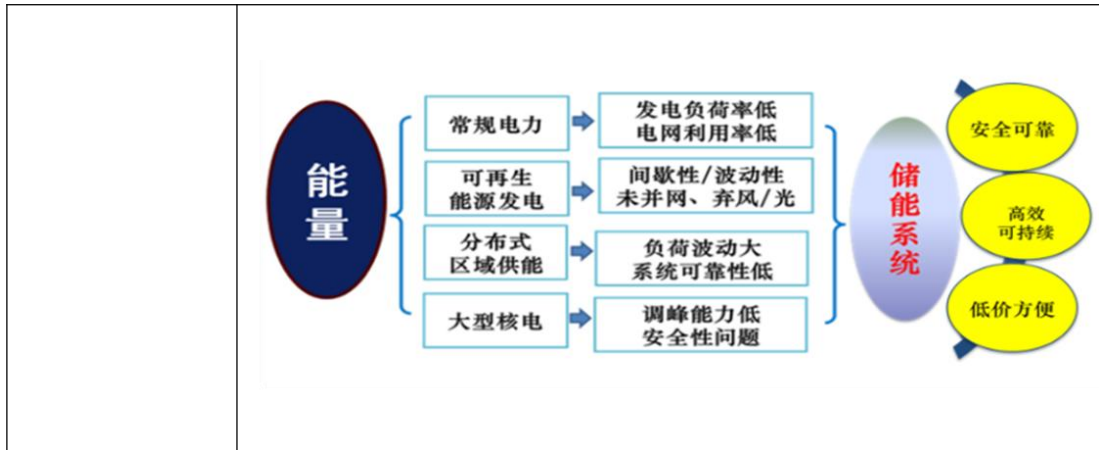 能
量
常规电力
发电负荷率低
电网利用率低
可再生
能源发电
间歇性/波动性
未并网、弃风/光
分布式
区域供能
负荷波动大
系统可靠性低
大型核电
调峰能力低
安全性问题
储
能
系
统
安全可靠
高效
可持续
低价方便